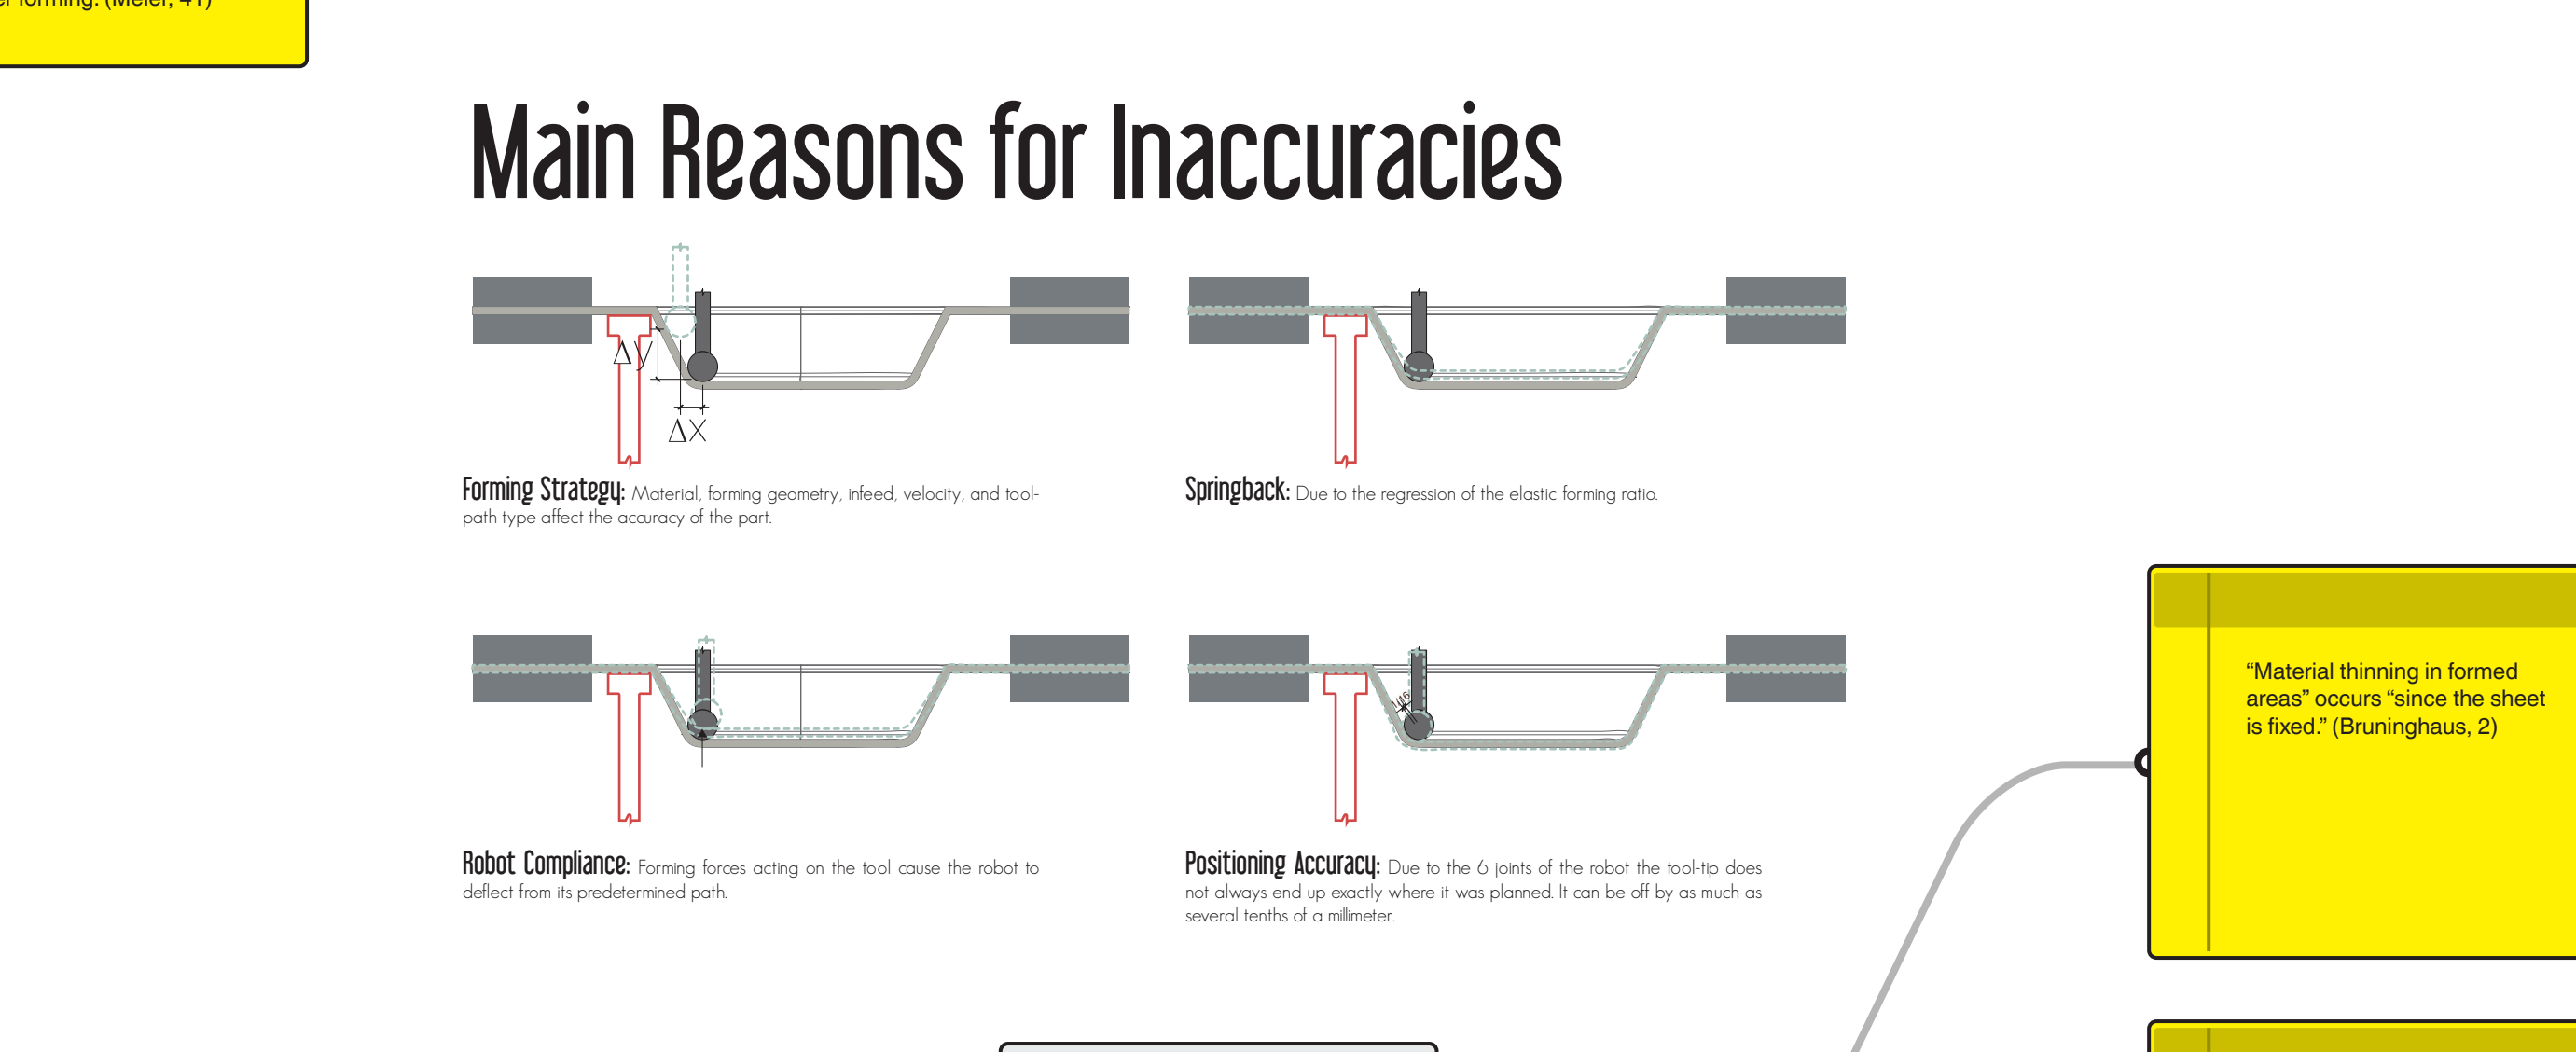 forming. (Meier, 41)
Main Reasons for Inaccuracies
Δy
Δx
Forming Strategy: Material, forming geometry, infeed, velocity, and tool-
path type affect the accuracy of the part.
Springback: Due to the regression of the elastic forming ratio.
1/16
Robot Compliance: Forming forces acting on the tool cause the robot to
deflect from its predetermined path.
Positioning Accuracy: Due to the 6 joints of the robot the tool-tip does
not always end up exactly where it was planned. It can be off by as much as
several tenths of a millimeter.
“Material thinning in formed
areas” occurs “since the sheet
is fixed.” (Bruninghaus, 2)